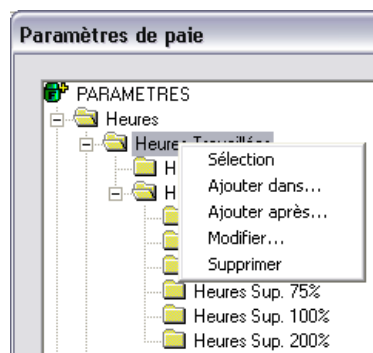 Paramètres de paie
PARAMETRES
Heures
Heures
Sélection
Ajouter dans...
Ajouter après...
Modifier...
Supprimer
H
H
Heures Sup. 75%
Heures Sup. 100%
Heures Sup. 200%